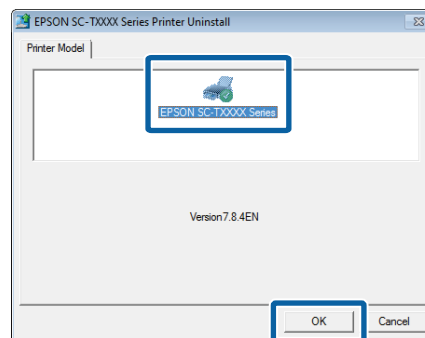 EPSON SC-TXXXX Series Printer Uninstall
Printer Model
EPSON SC-TXXXX Series
Version7.8.4EN
OK
Cancel